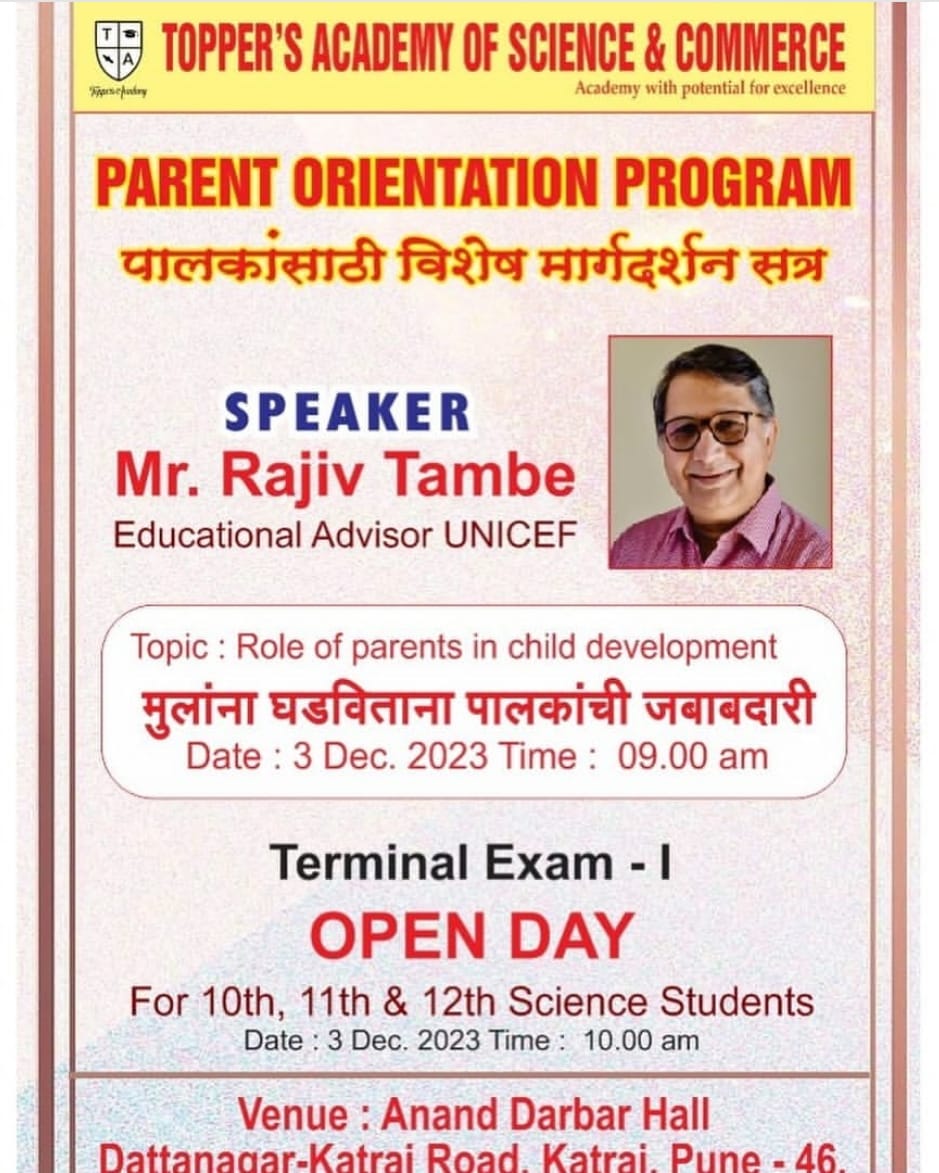 T
A
Topper's Academy
TOPPER'S ACADEMY OF SCIENCE & COMMERCE
Academy with potential for excellence
PARENT ORIENTATION PROGRAM
पालकांसाठी विशेष मार्गदर्शन सत्र
SPEAKER
Mr. Rajiv Tambe
Educational Advisor UNICEF
Topic : Role of parents in child development
मुलांना घडविताना पालकांची जबाबदारी
Date : 3 Dec. 2023 Time : 09.00 am
Terminal Exam - I
OPEN DAY
For 10th, 11th & 12th Science Students
Date : 3 Dec. 2023 Time : 10.00 am
Venue : Anand Darbar Hall
Dattanagar-Katraj Road, Katraj, Pune - 46